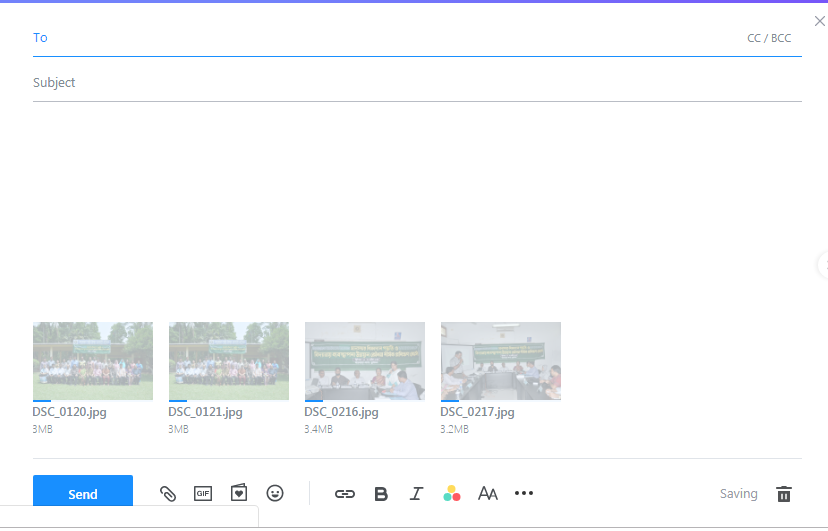 To
CC / BCC
Subject
DSC_0120.jpg
DSC_0121.jpg
DSC_0216.jpg
DSC_0217.jpg
3MB
3MB
3.4MB
3.2MB
Send
GIF
B
I
AA
Saving